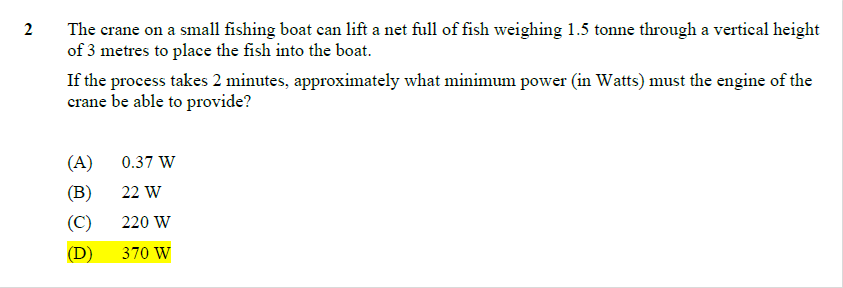 2 The crane on a small fishing boat can lift a net full of fish weighing 1.5 tonne through a vertical height
of 3 metres to place the fish into the boat.
If the process takes 2 minutes, approximately what minimum power (in Watts) must the engine of the
crane be able to provide?
(A) 0.37 W
(B) 22 W
(C) 220 W
(D) 370 W